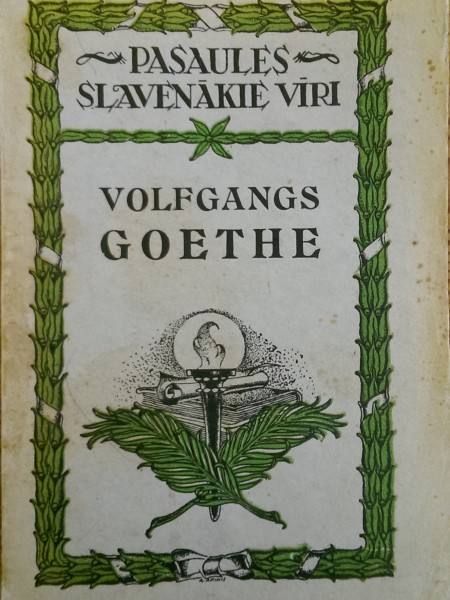 PASAULES
SLAVENĀKIE VĪRI
VOLFGANGS
GOETHE